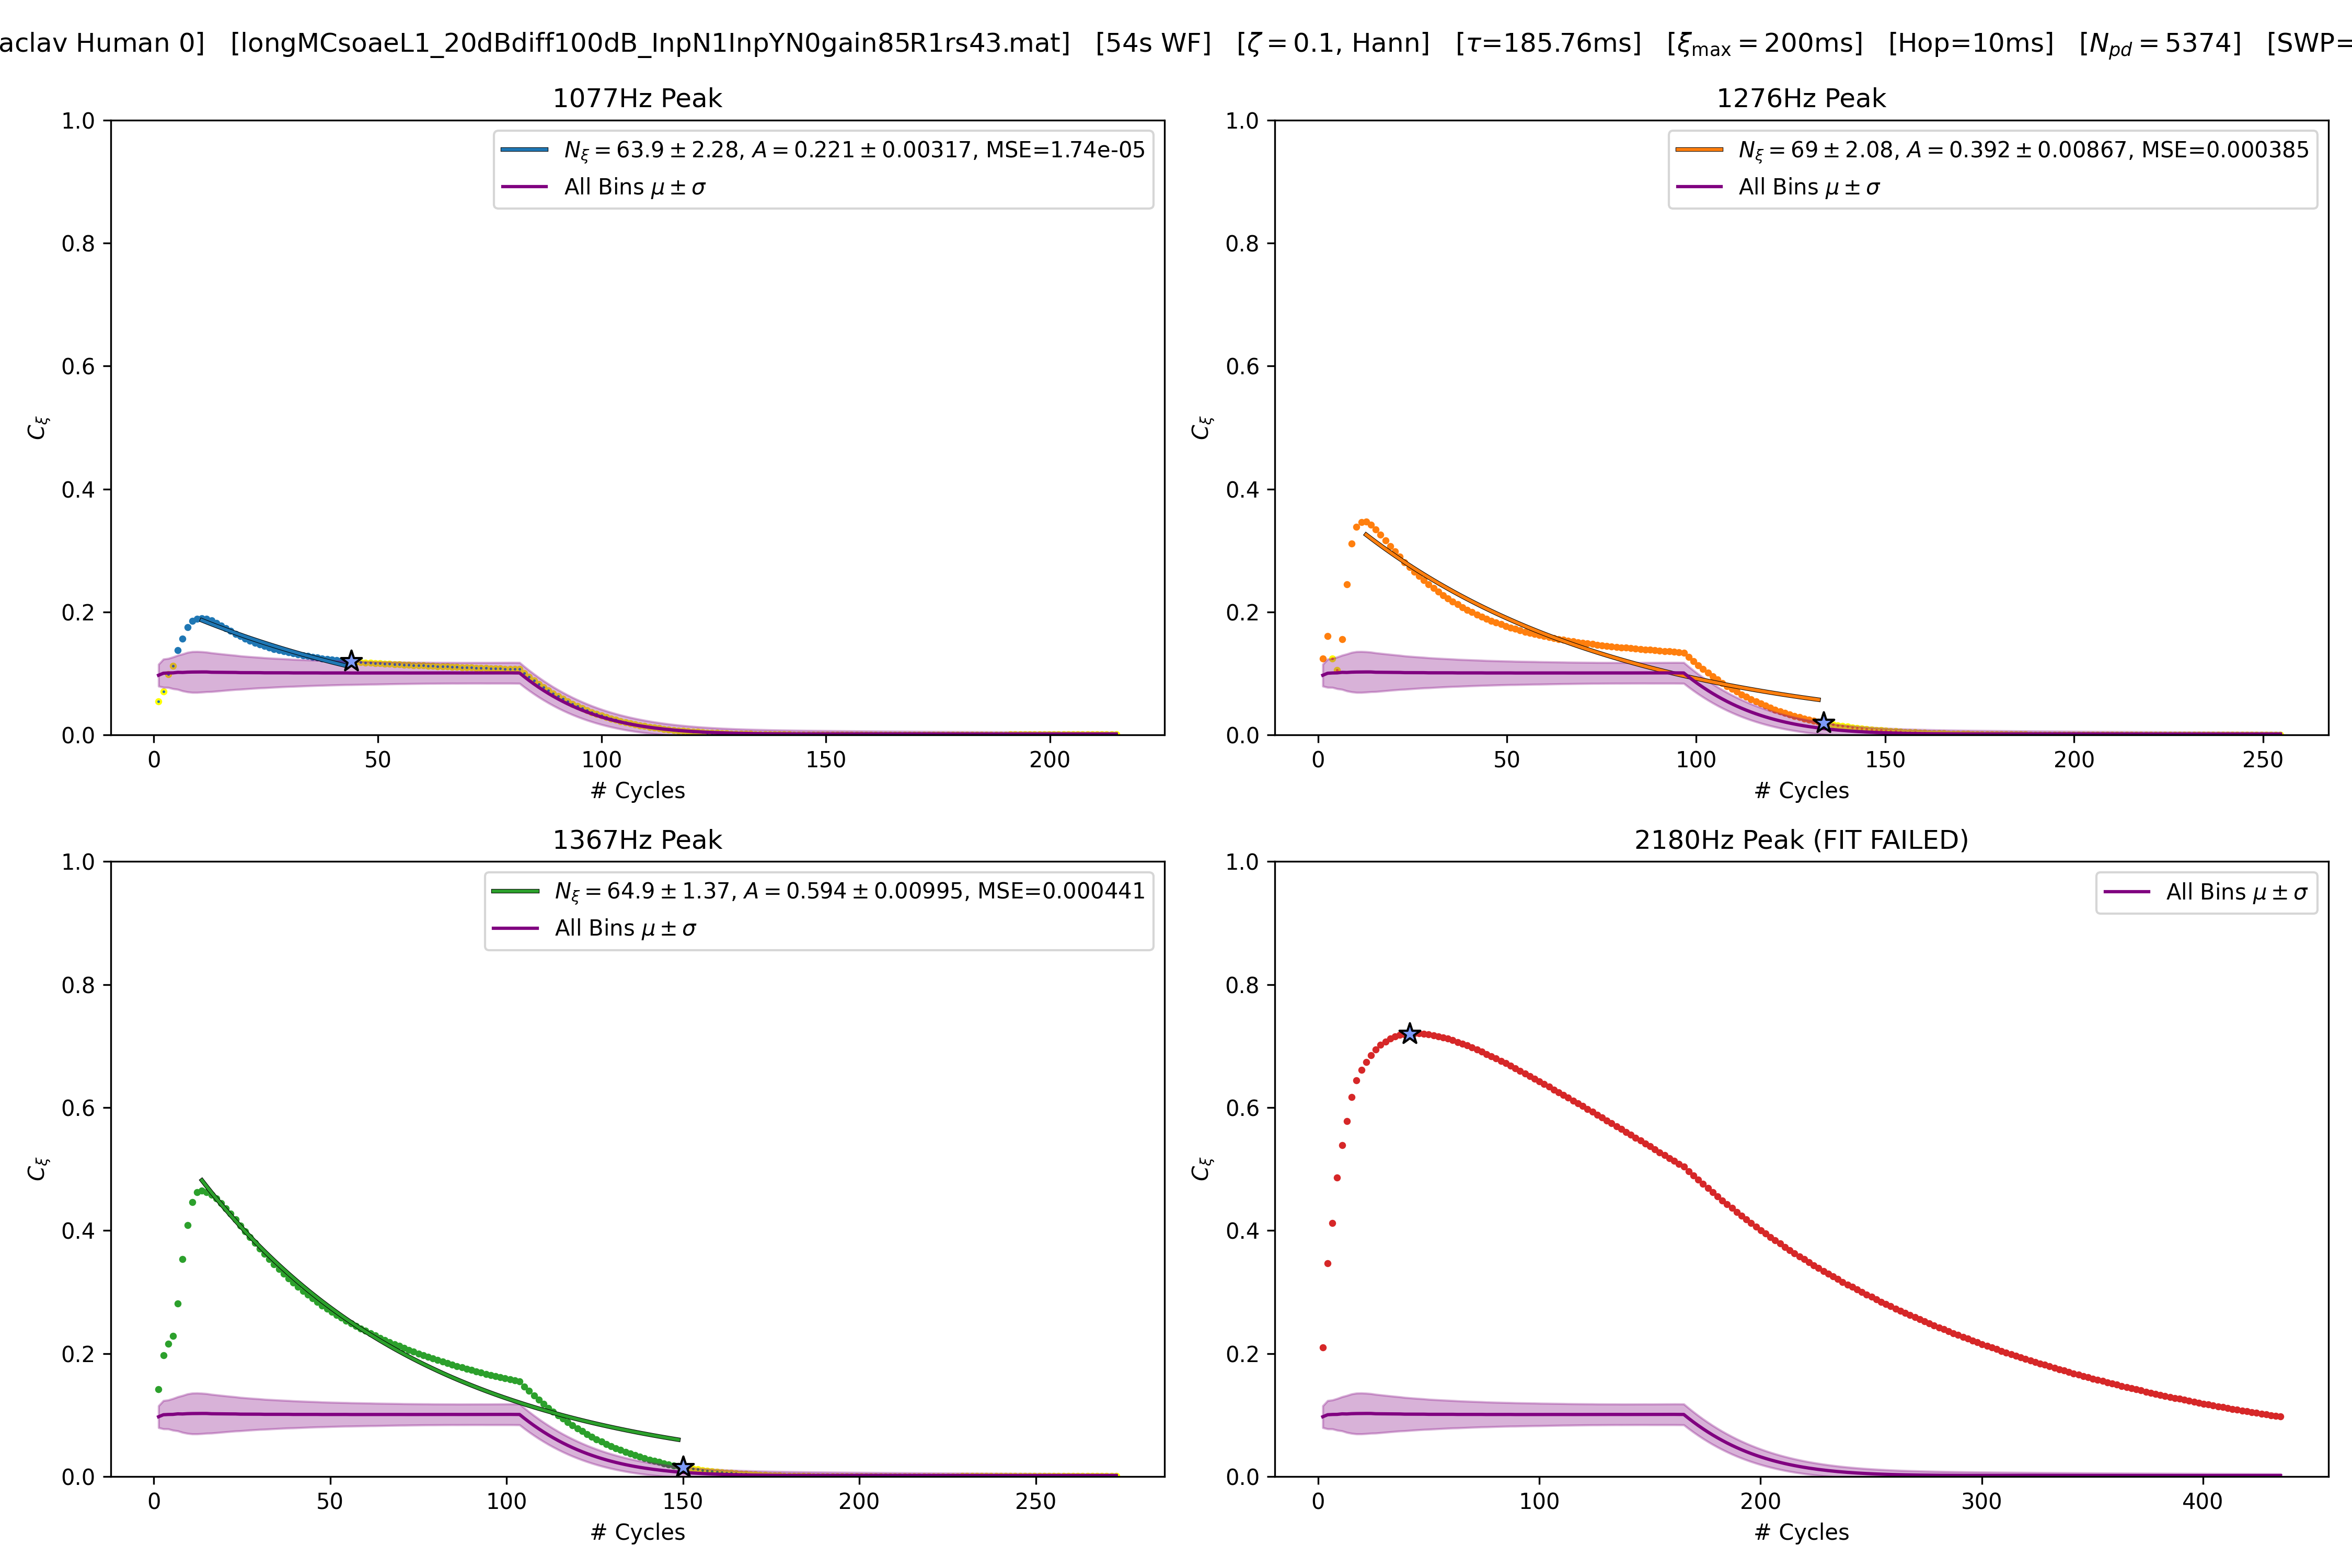 aclav Human 0] [longMCsoaeL1_20dBdiff100dB_InpN1InpYN0gain85R1rs43.mat] [54s WF] [ζ = 0.1, Hann] [τ=185.76ms] [ξmax = 200ms] [Hop=10ms] [Npd = 5374] [SWP=
1077Hz Peak
Nξ = 63.9 ± 2.28, A = 0.221 ± 0.00317, MSE=1.74e-05
All Bins μ ± σ
1.0
0.8
0.6
0.4
0.2
0.0
Cξ
0 50 100 150 200
# Cycles
1276Hz Peak
Nξ = 69 ± 2.08, A = 0.392 ± 0.00867, MSE=0.000385
All Bins μ ± σ
1.0
0.8
0.6
0.4
0.2
0.0
Cξ
0 50 100 150 200 250
# Cycles
1367Hz Peak
Nξ = 64.9 ± 1.37, A = 0.594 ± 0.00995, MSE=0.000441
All Bins μ ± σ
1.0
0.8
0.6
0.4
0.2
0.0
Cξ
0 50 100 150 200 250
# Cycles
2180Hz Peak (FIT FAILED)
All Bins μ ± σ
1.0
0.8
0.6
0.4
0.2
0.0
Cξ
0 100 200 300 400
# Cycles